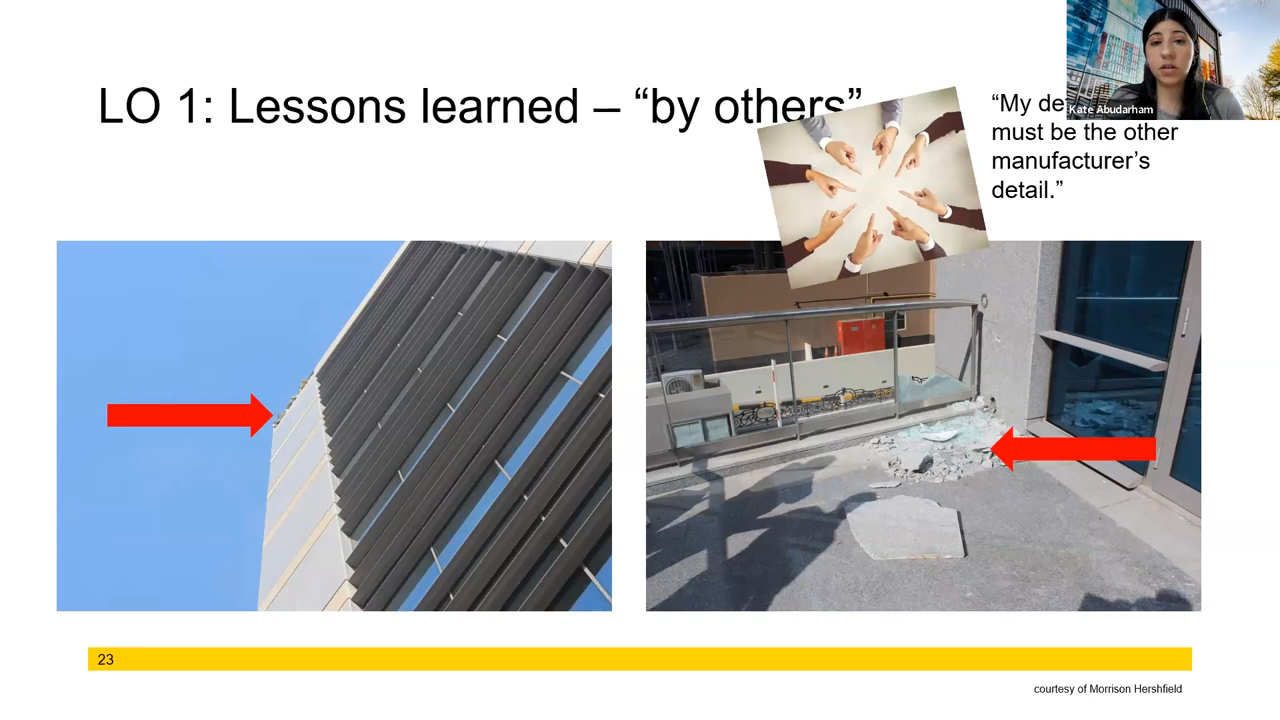 LO 1: Lessons learned – “by others”
“My de
must be the other
manufacturer’s
detail.”
Kate Abudarham
23
courtesy of Morrison Hershfield